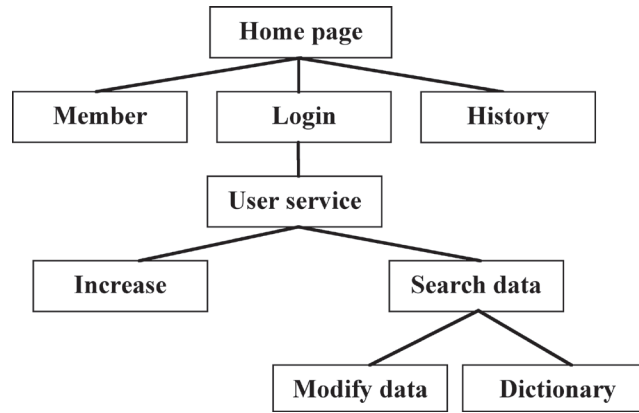 Home page
Member
Login
History
User service
Increase
Search data
Modify data
Dictionary